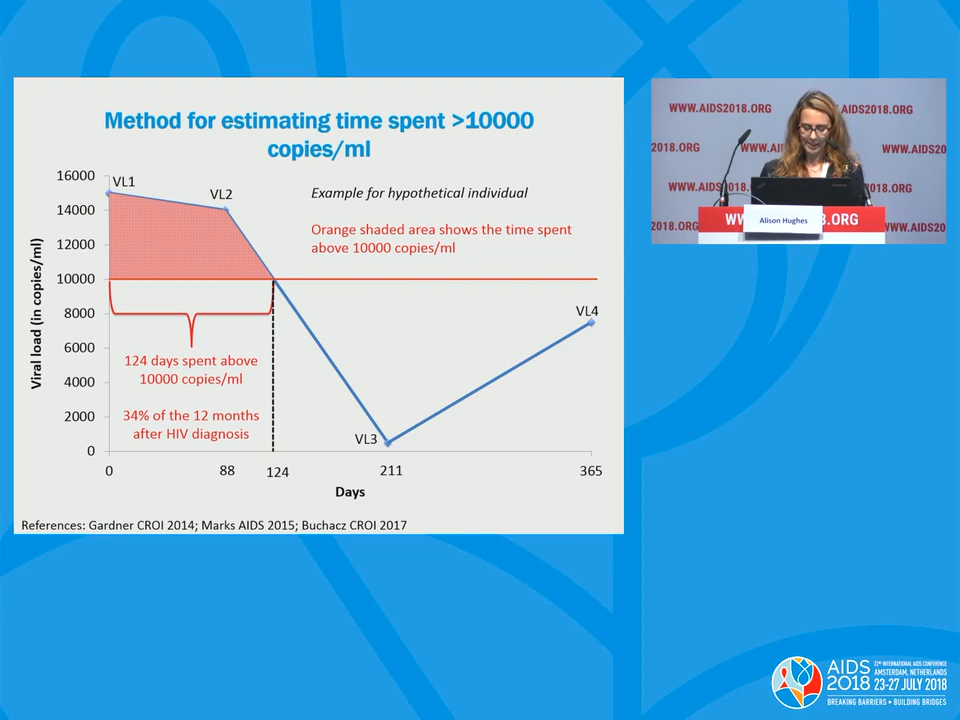 Method for estimating time spent >10000
copies/ml
16000
14000
12000
10000
8000
6000
4000
2000
0
Viral load (in copies/ml)
VL1
VL2
VL3
VL4
Example for hypothetical individual
Orange shaded area shows the time spent
above 10000 copies/ml
124 days spent above
10000 copies/ml
34% of the 12 months
after HIV diagnosis
0
88
124
211
365
Days
References: Gardner CROI 2014; Marks AIDS 2015; Buchacz CROI 2017
WWW.AIDS2018.ORG
AIDS2018.ORG
2018.ORG
WWW.AI
WWW.AIDS20
WWW.AIDS
018.ORG
2018.ORG
WWW.AIDS20
WW
.ORG
Alison Hughes
AIDS
2018
22ND INTERNATIONAL AIDS CONFERENCE
AMSTERDAM, NETHERLANDS
23-27 JULY 2018
BREAKING BARRIERS • BUILDING BRIDGES